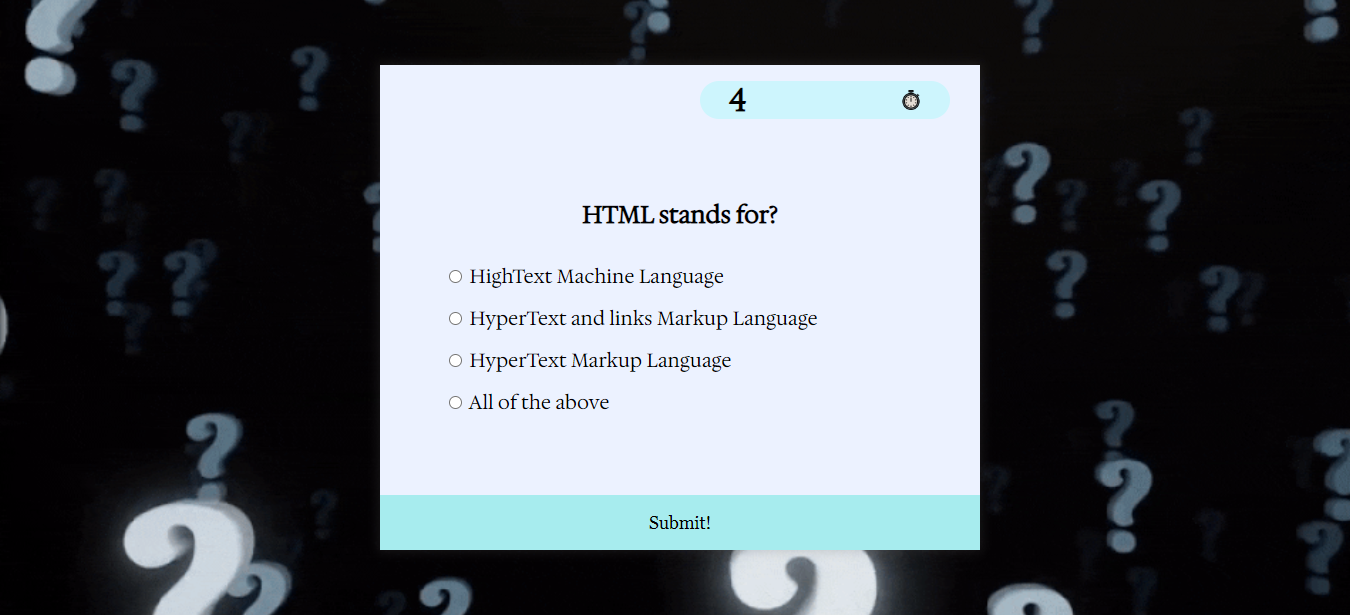 4
HTML stands for?
HighText Machine Language
HyperText and links Markup Language
HyperText Markup Language
All of the above
Submit!